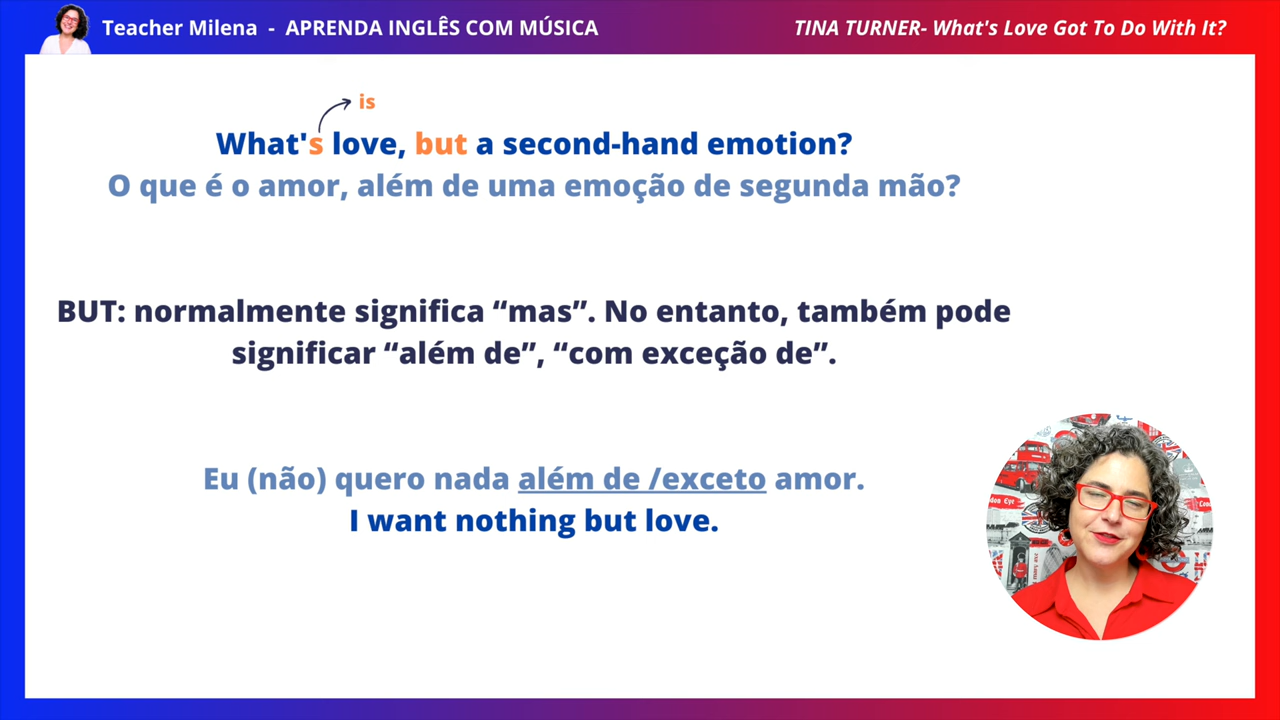 Teacher Milena - APRENDA INGLÊS COM MÚSICA
TINA TURNER- What's Love Got To Do With It?
is
What's love, but a second-hand emotion?
O que é o amor, além de uma emoção de segunda mão?
BUT: normalmente significa “mas”. No entanto, também pode
significar “além de”, “com exceção de”.
Eu (não) quero nada além de /exceto amor.
I want nothing but love.